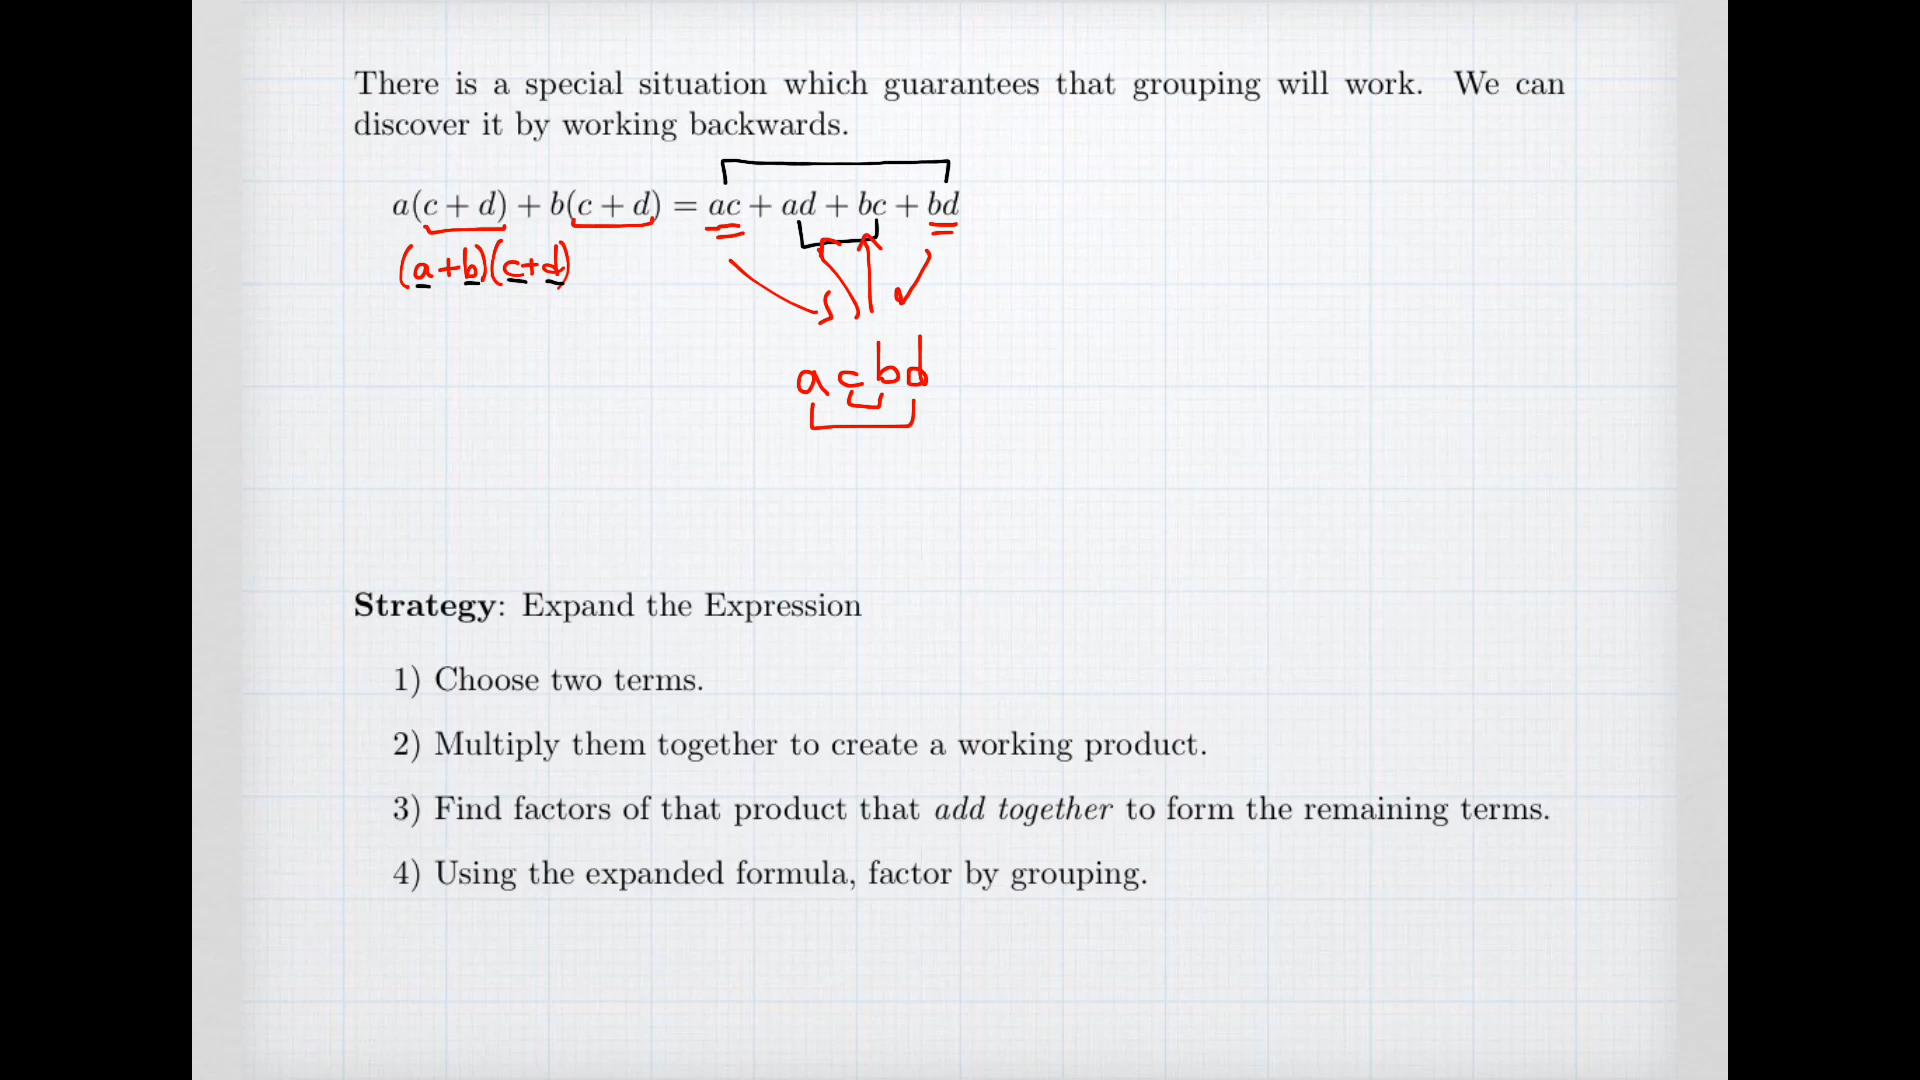 There is a special situation which guarantees that grouping will work. We can
discover it by working backwards.
a(c + d) + b(c + d) = ac + ad + bc + bd
(a+b)(c+d)
acbd
Strategy: Expand the Expression
1) Choose two terms.
2) Multiply them together to create a working product.
3) Find factors of that product that add together to form the remaining terms.
4) Using the expanded formula, factor by grouping.